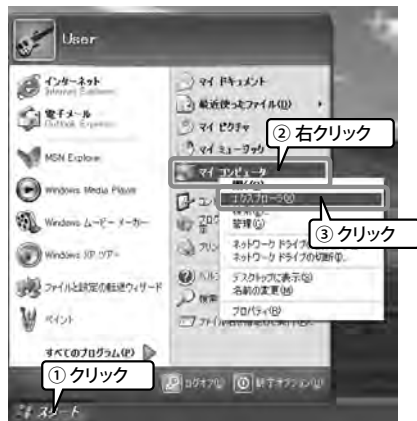 User
インターネット
Internet Explorer
電子メール
Outlook Express
MSN Explorer
Windows Media Player
Windows ムービー メーカー
Windows XP ツアー
ファイルと設定の転送ウィザード
ペイント
すべてのプログラム(P)
① クリック
スタート
マイ ドキュメント
最近使ったファイル(D)
マイ ピクチャ
② 右クリック
マイ ミュージック
マイ コンピュータ
エクスプローラ(X)
検索(E)...
管理(G)
③ クリック
ネットワーク ドライブの
ネットワーク ドライブの切断(I)...
デスクトップに表示(S)
名前の変更(M)
プロパティ(R)
ログオフ(L)
終了オプション(U)